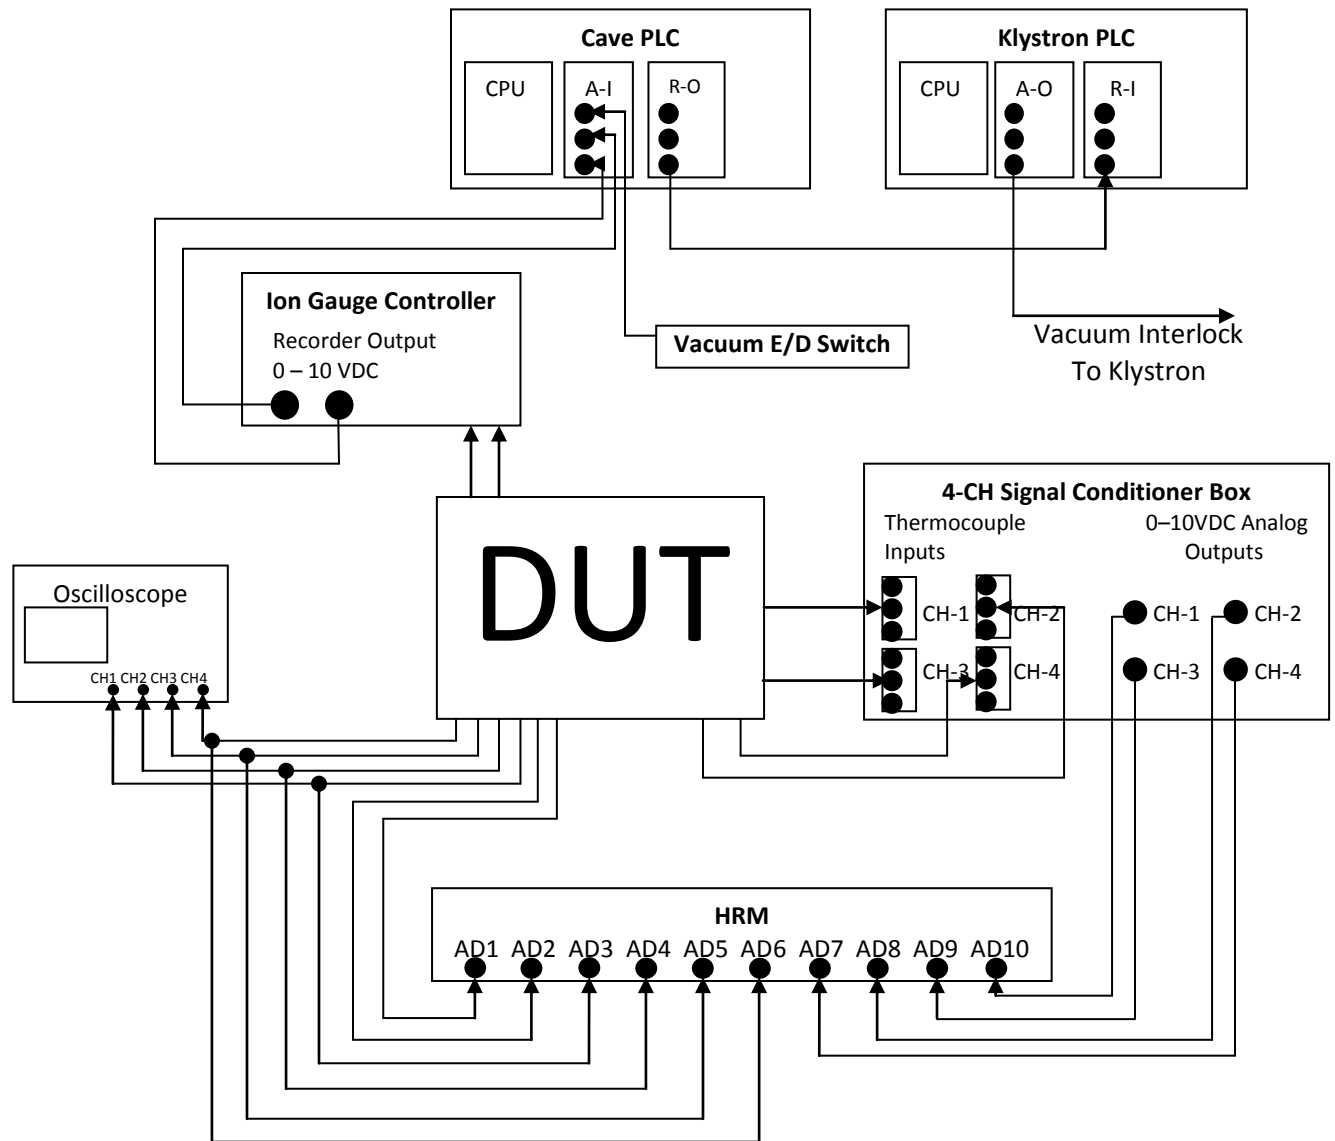 Cave PLC
CPU
A-I
R-O
Klystron PLC
CPU
A-O
R-I
Ion Gauge Controller
Recorder Output
0 – 10 VDC
Vacuum E/D Switch
Vacuum Interlock
To Klystron
4-CH Signal Conditioner Box
Thermocouple
Inputs
0–10VDC Analog
Outputs
CH-1
CH-2
CH-3
CH-4
CH-1
CH-2
CH-3
CH-4
DUT
Oscilloscope
CH1 CH2 CH3 CH4
HRM
AD1 AD2 AD3 AD4 AD5 AD6 AD7 AD8 AD9 AD10